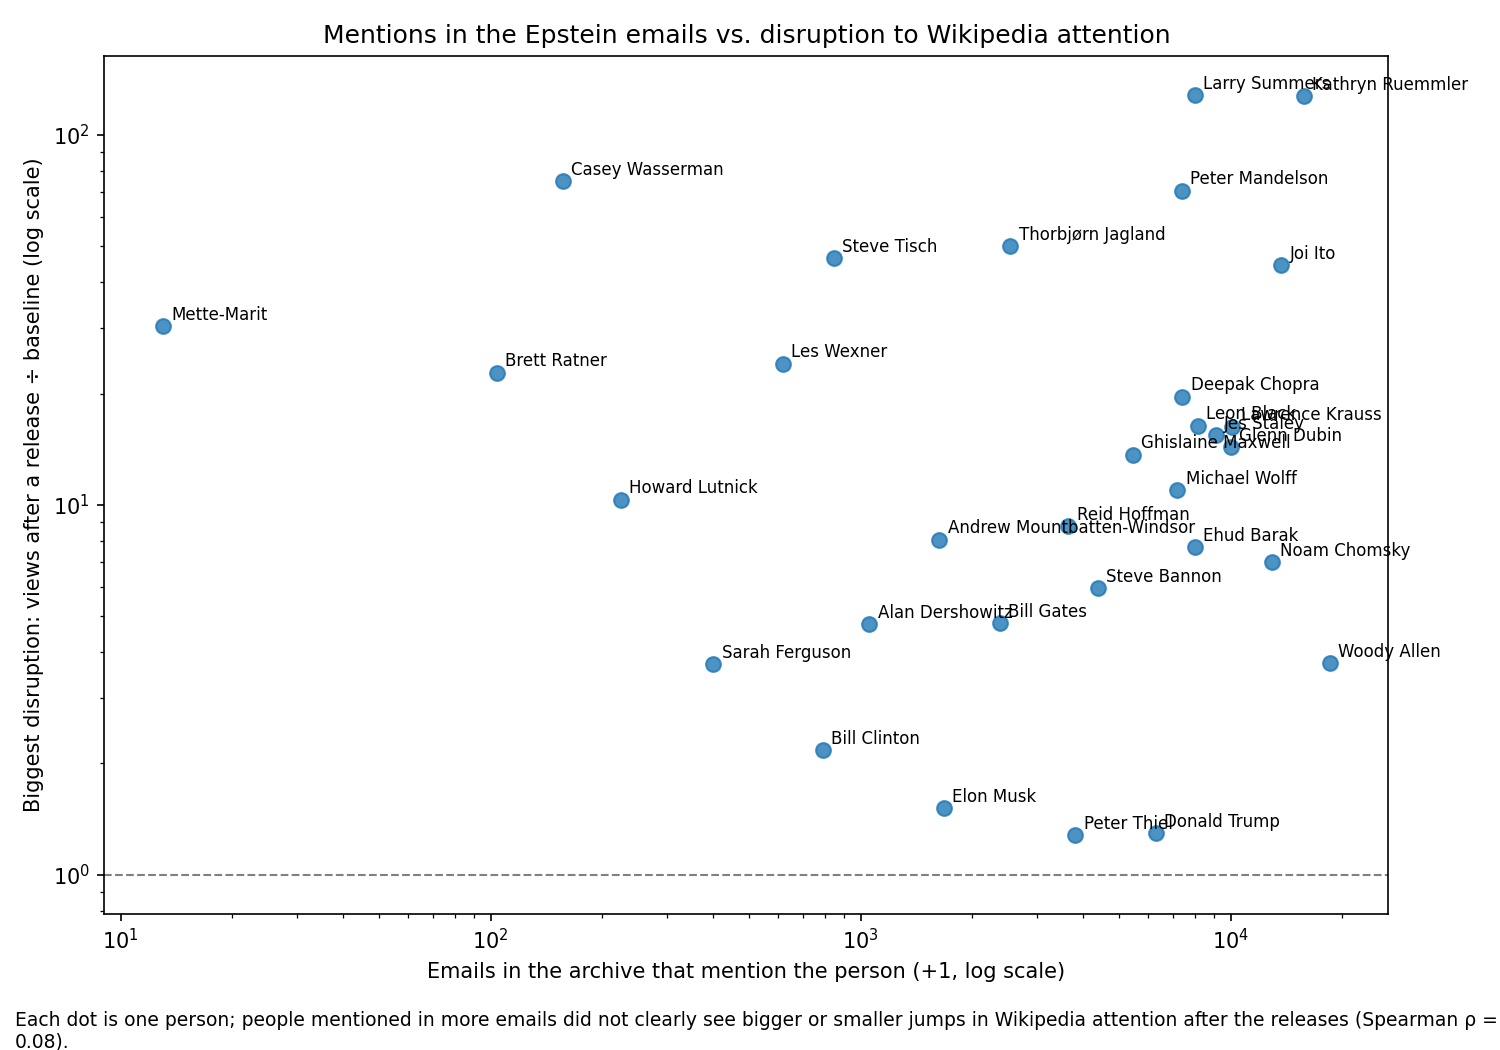 Mentions in the Epstein emails vs. disruption to Wikipedia attention
Biggest disruption: views after a release ÷ baseline (log scale)
10²
10¹
10⁰
Larry Summers
Kathryn Ruemmler
Casey Wasserman
Peter Mandelson
Thorbjørn Jagland
Steve Tisch
Joi Ito
Mette-Marit
Les Wexner
Brett Ratner
Deepak Chopra
Leon Black
Lawrence Krauss
Jes Staley
Glenn Dubin
Ghislaine Maxwell
Michael Wolff
Howard Lutnick
Reid Hoffman
Andrew Mountbatten-Windsor
Ehud Barak
Noam Chomsky
Steve Bannon
Alan Dershowitz
Bill Gates
Sarah Ferguson
Woody Allen
Bill Clinton
Elon Musk
Peter Thiel
Donald Trump
10¹
10²
10³
10⁴
Emails in the archive that mention the person (+1, log scale)
Each dot is one person; people mentioned in more emails did not clearly see bigger or smaller jumps in Wikipedia attention after the releases (Spearman ρ =
0.08).